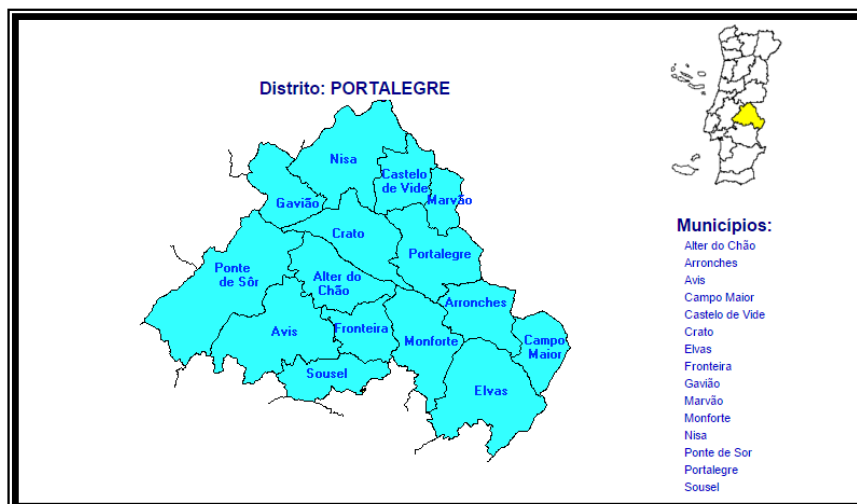 Distrito: PORTALEGRE
Nisa
Castelo
de Vide
Marvão
Gavião
Crato
Portalegre
Ponte
de Sôr
Alter do
Chão
Arronches
Avis
Fronteira
Monforte
Campo
Maior
Sousel
Elvas
Municípios:
Alter do Chão
Arronches
Avis
Campo Maior
Castelo de Vide
Crato
Elvas
Fronteira
Gavião
Marvão
Monforte
Nisa
Ponte de Sor
Portalegre
Sousel